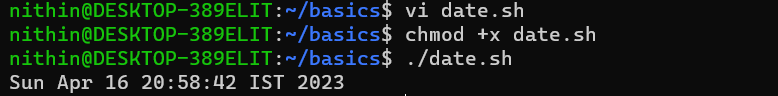 nithin@DESKTOP-389ELIT:~/basics$ vi date.sh
nithin@DESKTOP-389ELIT:~/basics$ chmod +x date.sh
nithin@DESKTOP-389ELIT:~/basics$ ./date.sh
Sun Apr 16 20:58:42 IST 2023